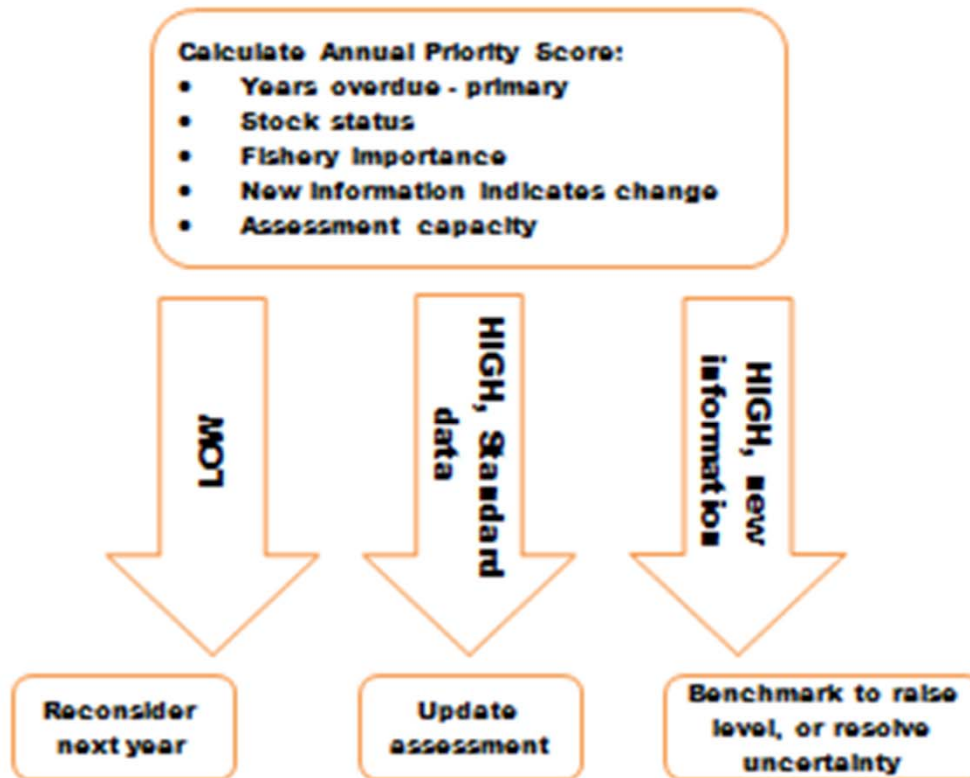 Calculate Annual Priority Score:
• Years overdue - primary
• Stock status
• Fishery Importance
• New Information Indicates change
• Assessment capacity
LOW
HIGH, Standard
data
HIGH, new
information
Reconsider
next year
Update
assessment
Benchmark to raise
level, or resolve
uncertainty